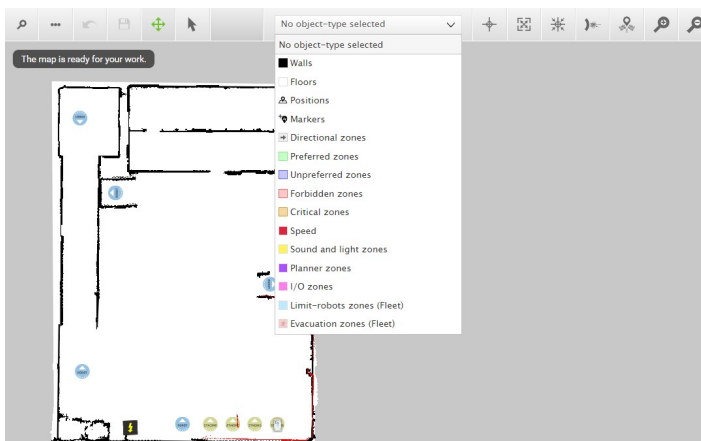 No object-type selected
No object-type selected
The map is ready for your work.
Walls
Floors
Positions
Markers
Directional zones
Preferred zones
Unpreferred zones
Forbidden zones
Critical zones
Speed
Sound and light zones
Planner zones
I/O zones
Limit-robots zones (Fleet)
Evacuation zones (Fleet)